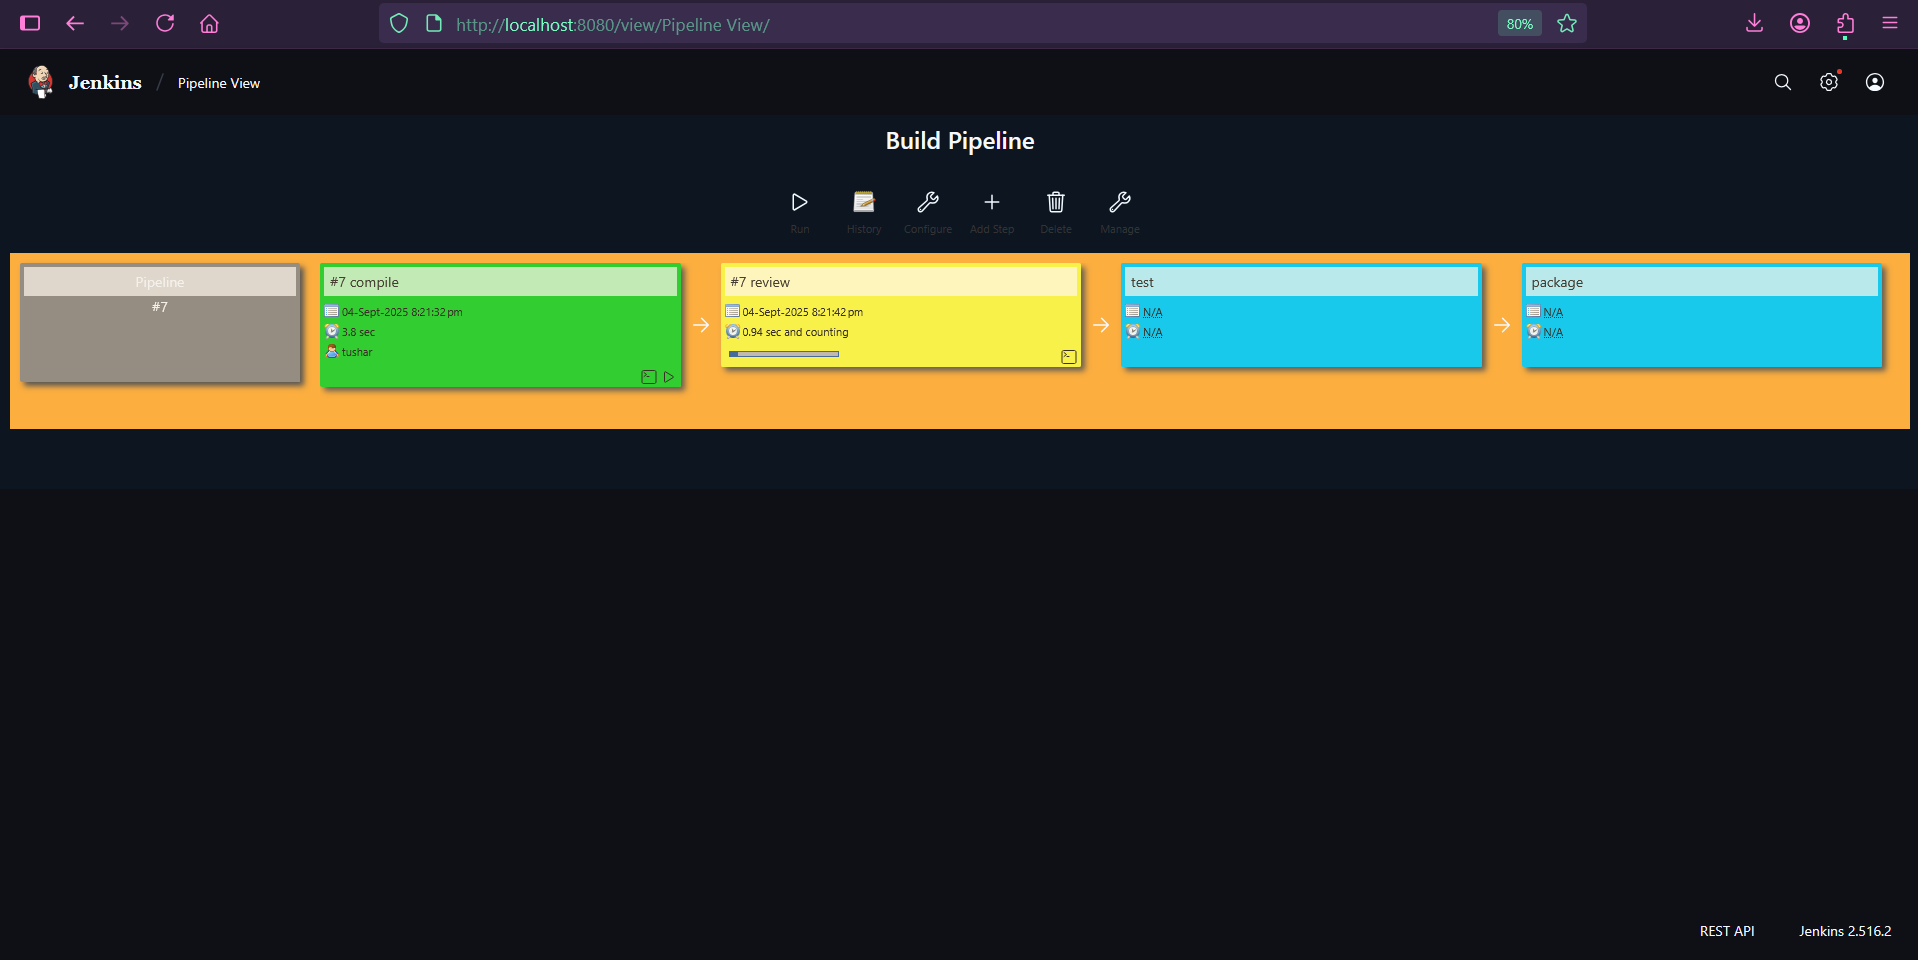 http://localhost:8080/view/Pipeline View/
80%
Jenkins / Pipeline View
Build Pipeline
Run
History
Configure
Add Step
Delete
Manage
Pipeline
#7
#7 compile
04-Sept-2025 8:21:32 pm
3.8 sec
tushar
#7 review
04-Sept-2025 8:21:42 pm
0.94 sec and counting
test
N/A
N/A
package
N/A
N/A
REST API
Jenkins 2.516.2